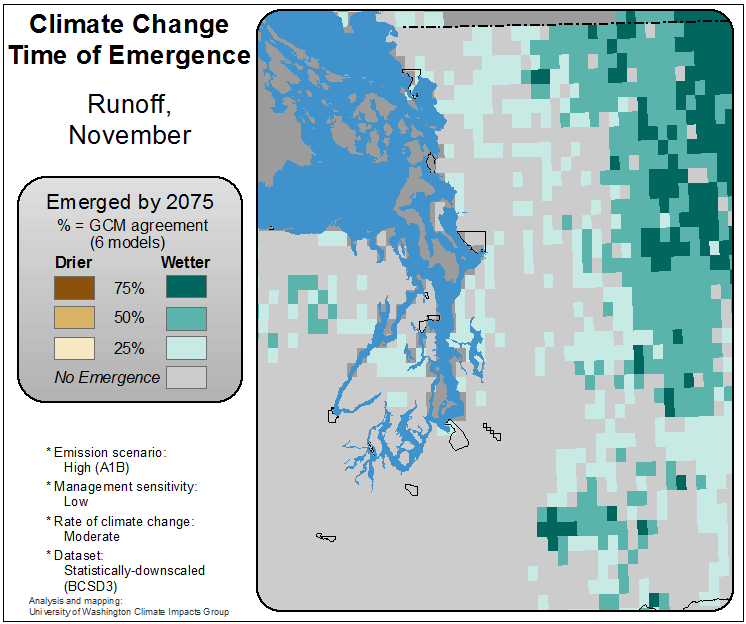 Climate Change
Time of Emergence
Runoff,
November
Emerged by 2075
% = GCM agreement
(6 models)
Drier Wetter
75%
50%
25%
No Emergence
* Emission scenario:
High (A1B)
* Management sensitivity:
Low
* Rate of climate change:
Moderate
* Dataset:
Statistically-downscaled
(BCSD3)
Analysis and mapping:
University of Washington Climate Impacts Group